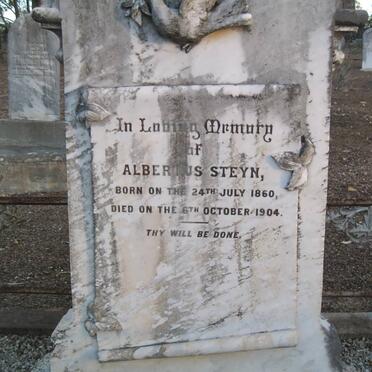 In Loving Memory
of
ALBERTUS STEYN,
BORN ON THE 24TH JULY 1860,
DIED ON THE 6TH OCTOBER 1904.
THY WILL BE DONE.